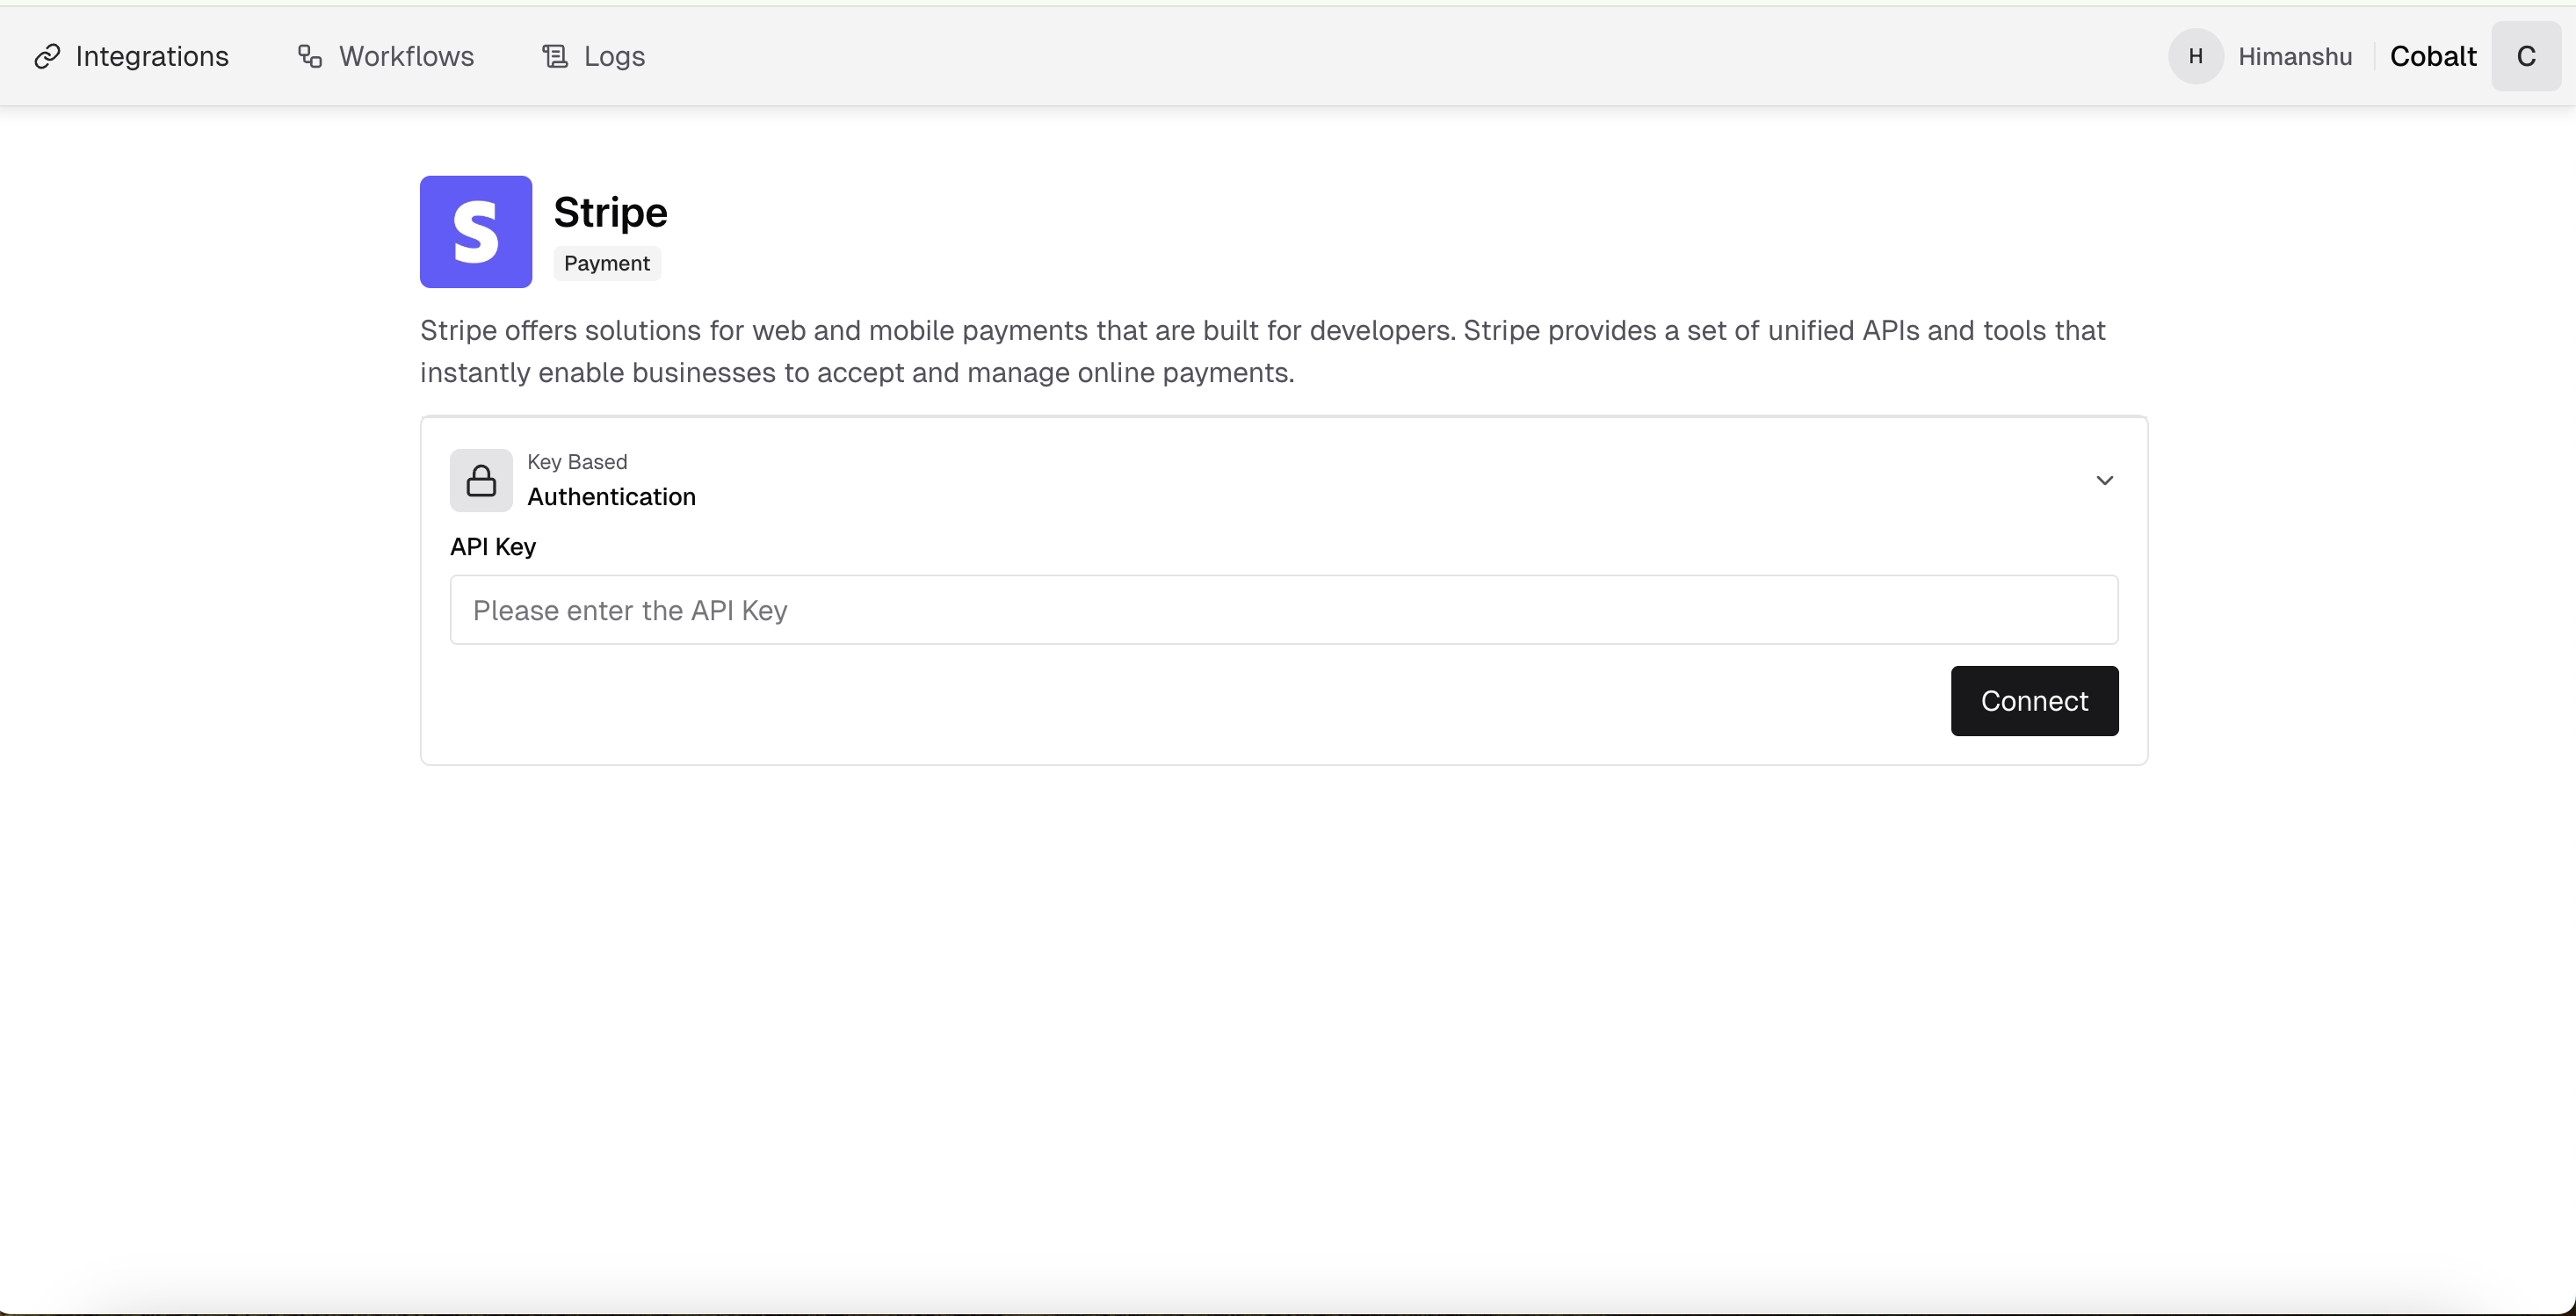 Integrations
Workflows
Logs
H
Himanshu
Cobalt
C
S
Stripe
Payment
Stripe offers solutions for web and mobile payments that are built for developers. Stripe provides a set of unified APIs and tools that
instantly enable businesses to accept and manage online payments.
Key Based
Authentication
API Key
Please enter the API Key
Connect